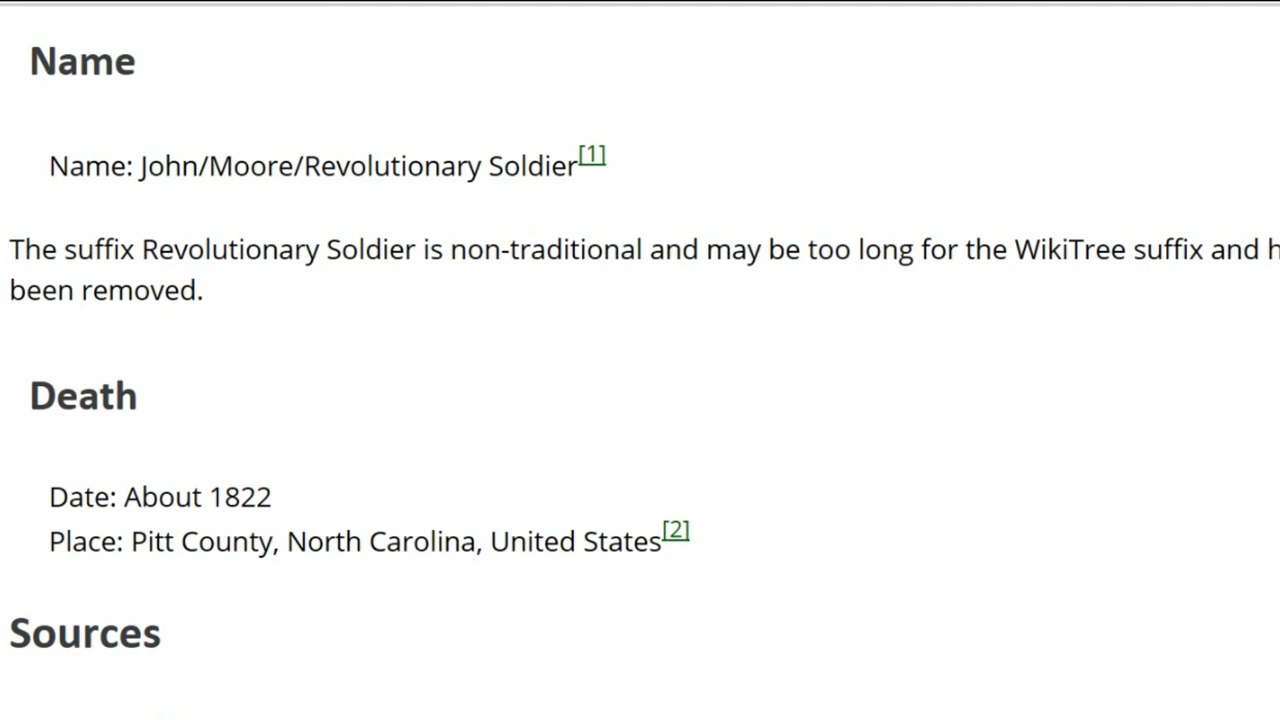 Name
Name: John/Moore/Revolutionary Soldier[1]
The suffix Revolutionary Soldier is non-traditional and may be too long for the WikiTree suffix and
been removed.
Death
Date: About 1822
Place: Pitt County, North Carolina, United States[2]
Sources